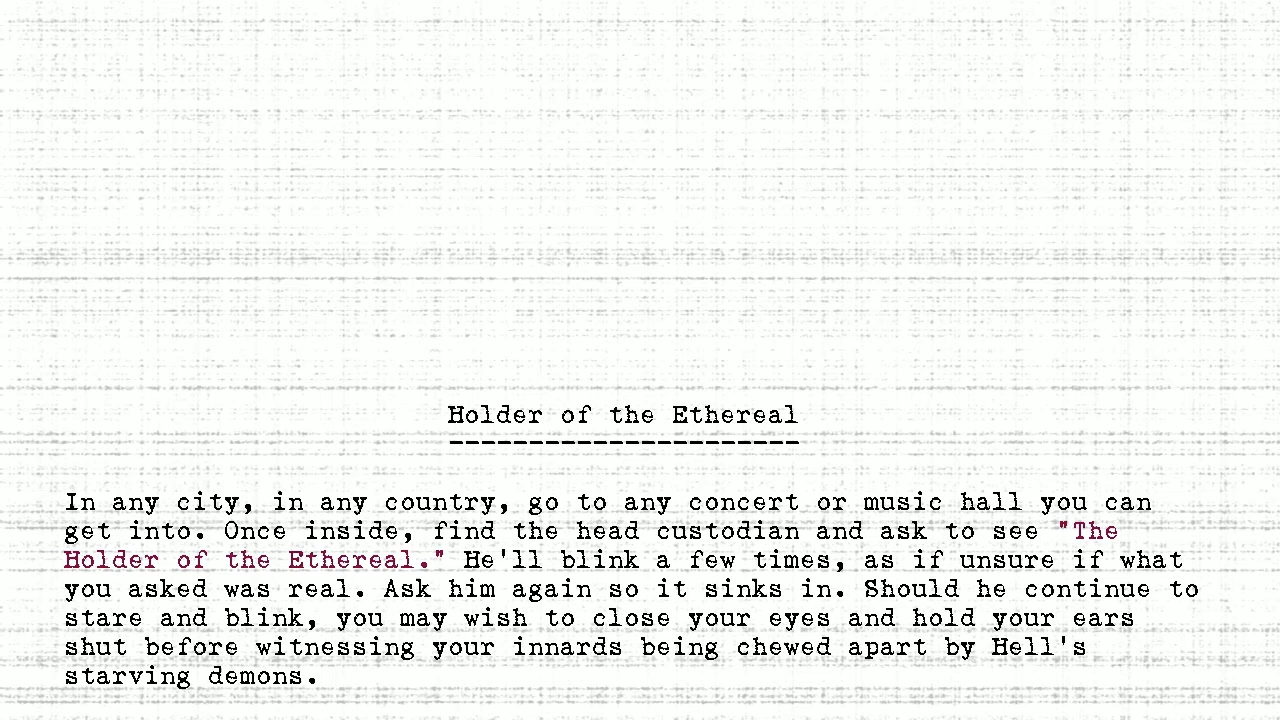 Holder of the Ethereal
----------------------
In any city, in any country, go to any concert or music hall you can
get into. Once inside, find the head custodian and ask to see "The
Holder of the Ethereal." He'll blink a few times, as if unsure if what
you asked was real. Ask him again so it sinks in. Should he continue to
stare and blink, you may wish to close your eyes and hold your ears
shut before witnessing your innards being chewed apart by Hell's
starving demons.